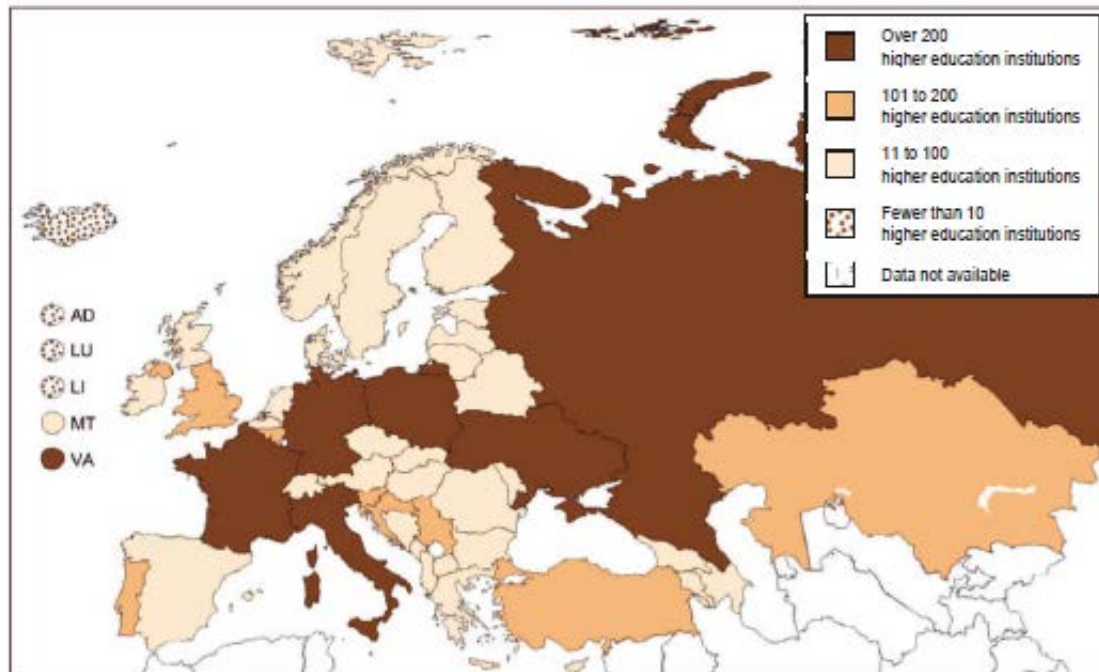 Over 200
higher education institutions
101 to 200
higher education institutions
11 to 100
higher education institutions
Fewer than 10
higher education institutions
Data not available
AD
LU
LI
MT
VA